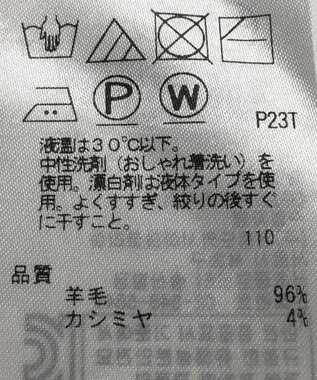 P W
P23T
液温は30℃以下。
中性洗剤（おしゃれ着洗い）を
使用。漂白剤は液体タイプを使
用。よくすすぎ、絞りの後すぐ
に干すこと。
110
品質
羊毛 96%
カシミヤ 4%